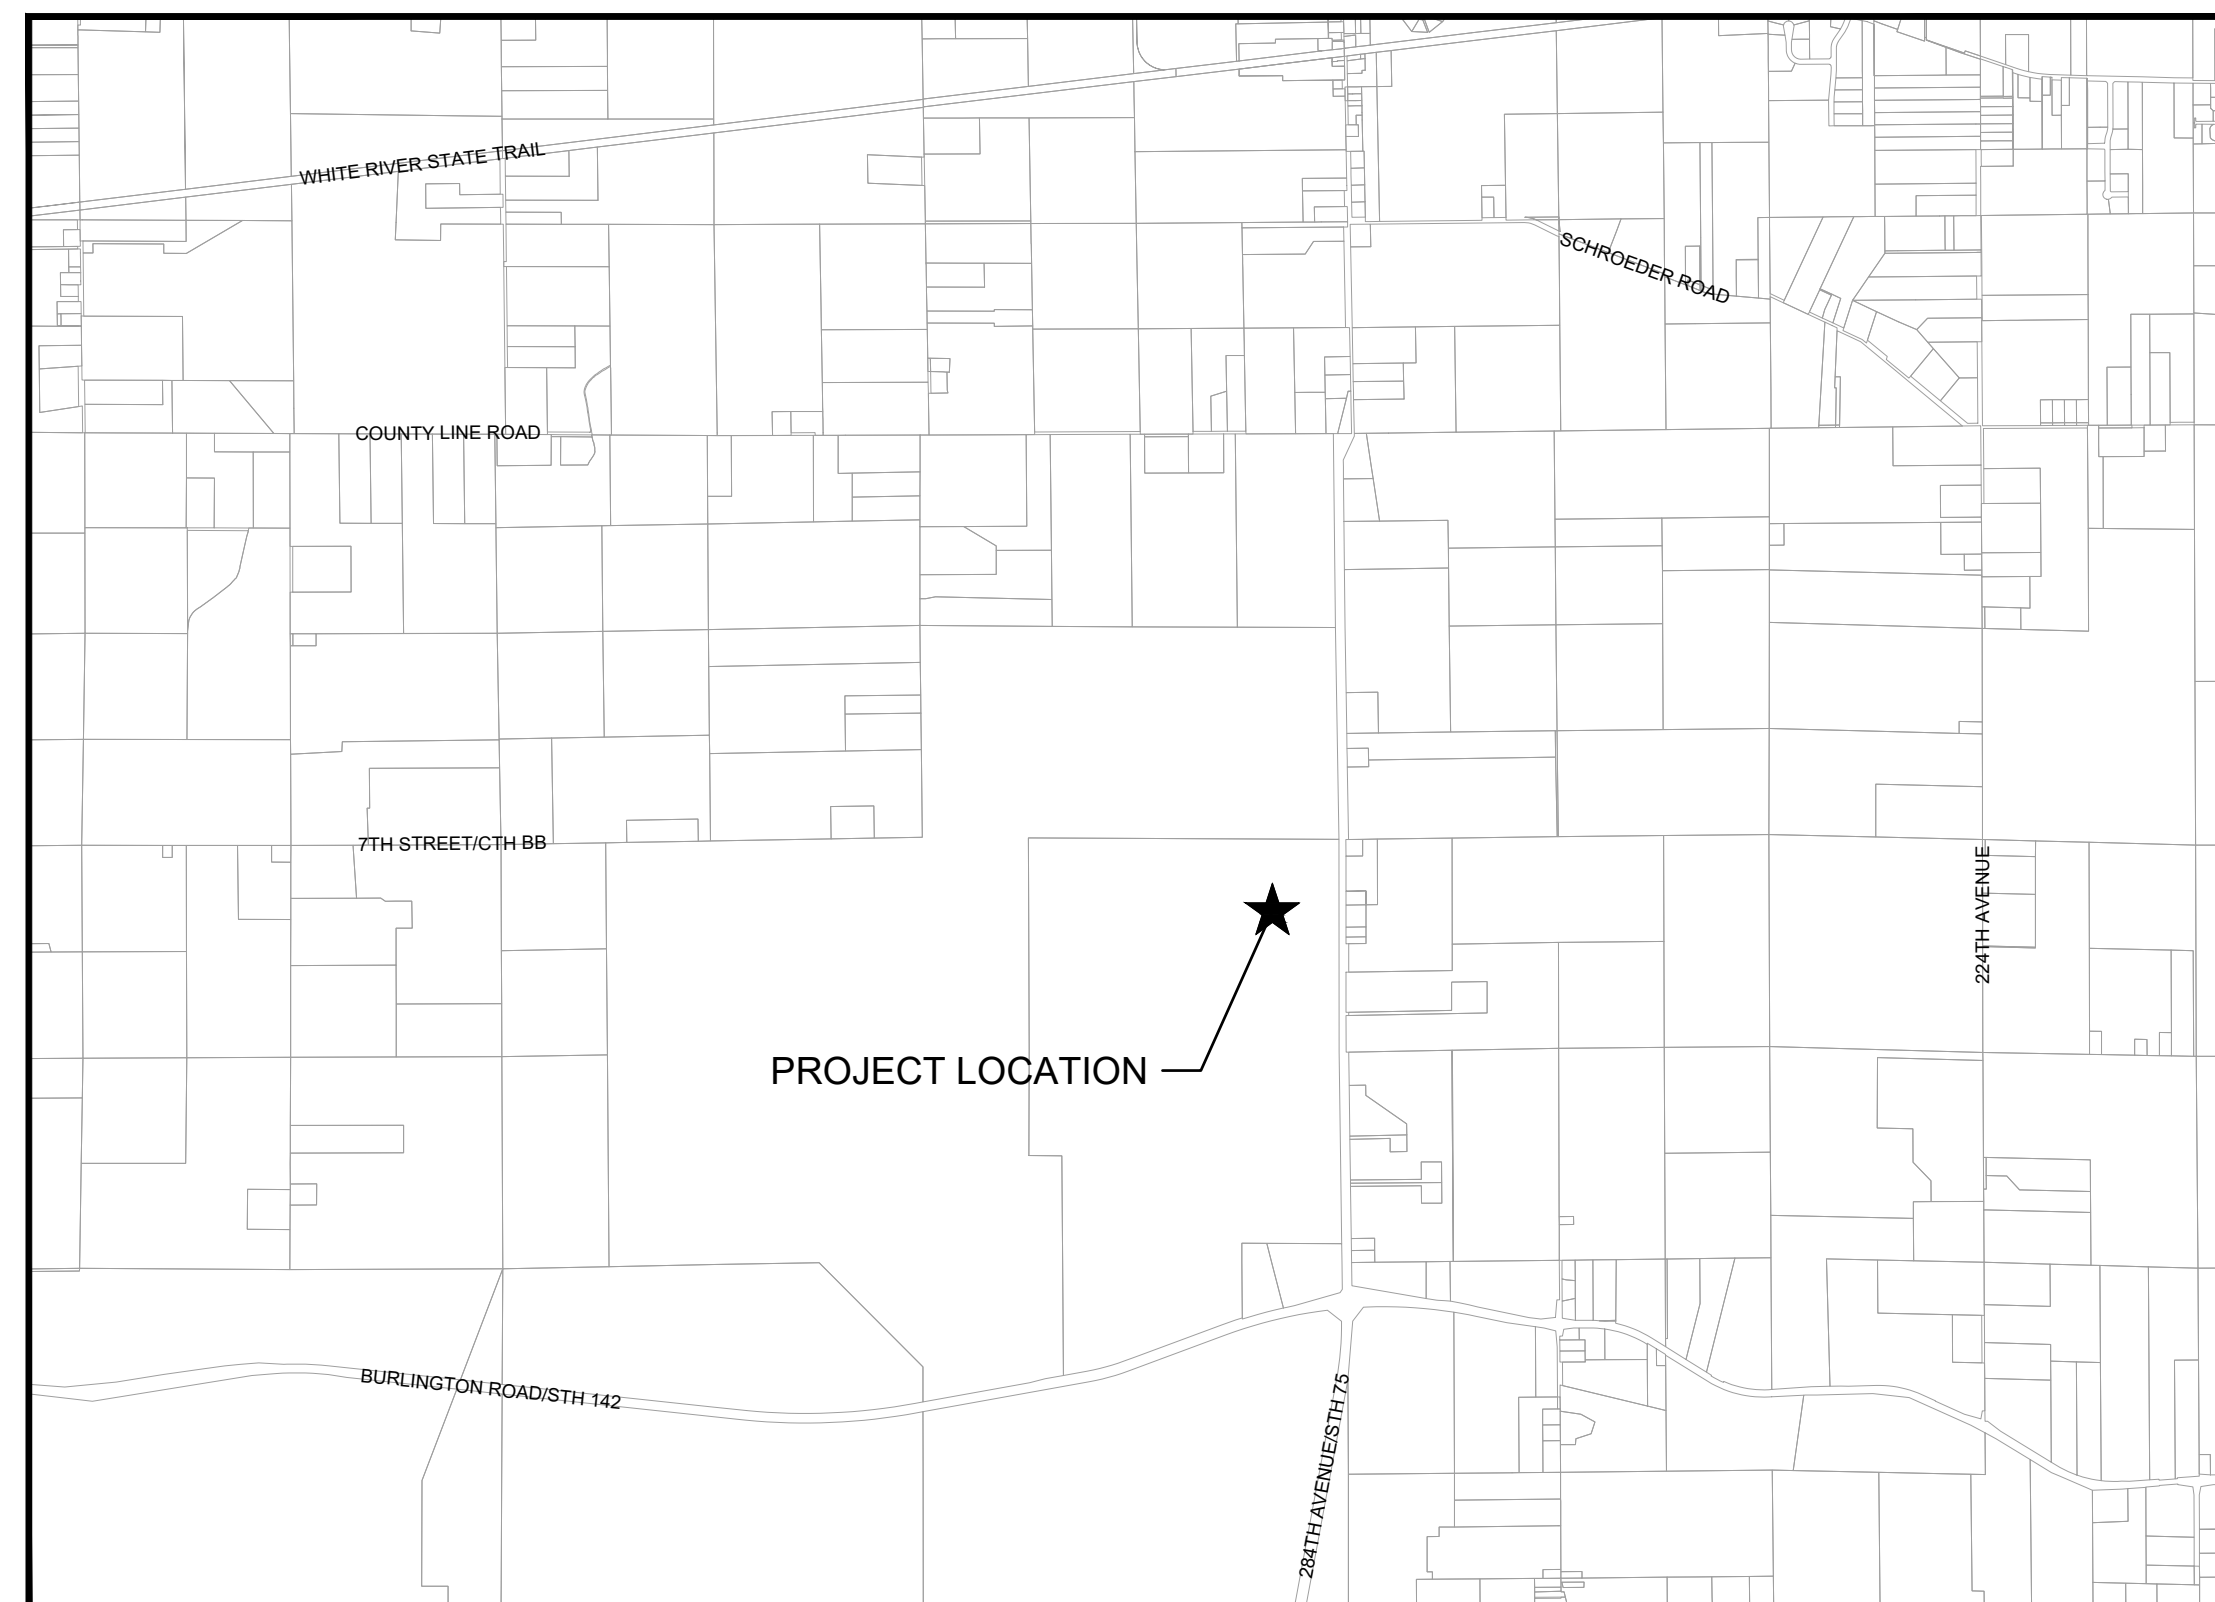 WHITE RIVER STATE TRAIL
SCHROEDER ROAD
COUNTY LINE ROAD
7TH STREET/CTH BB
224TH AVENUE
PROJECT LOCATION
BURLINGTON ROAD/STH 142
284TH AVENUE/STH 75